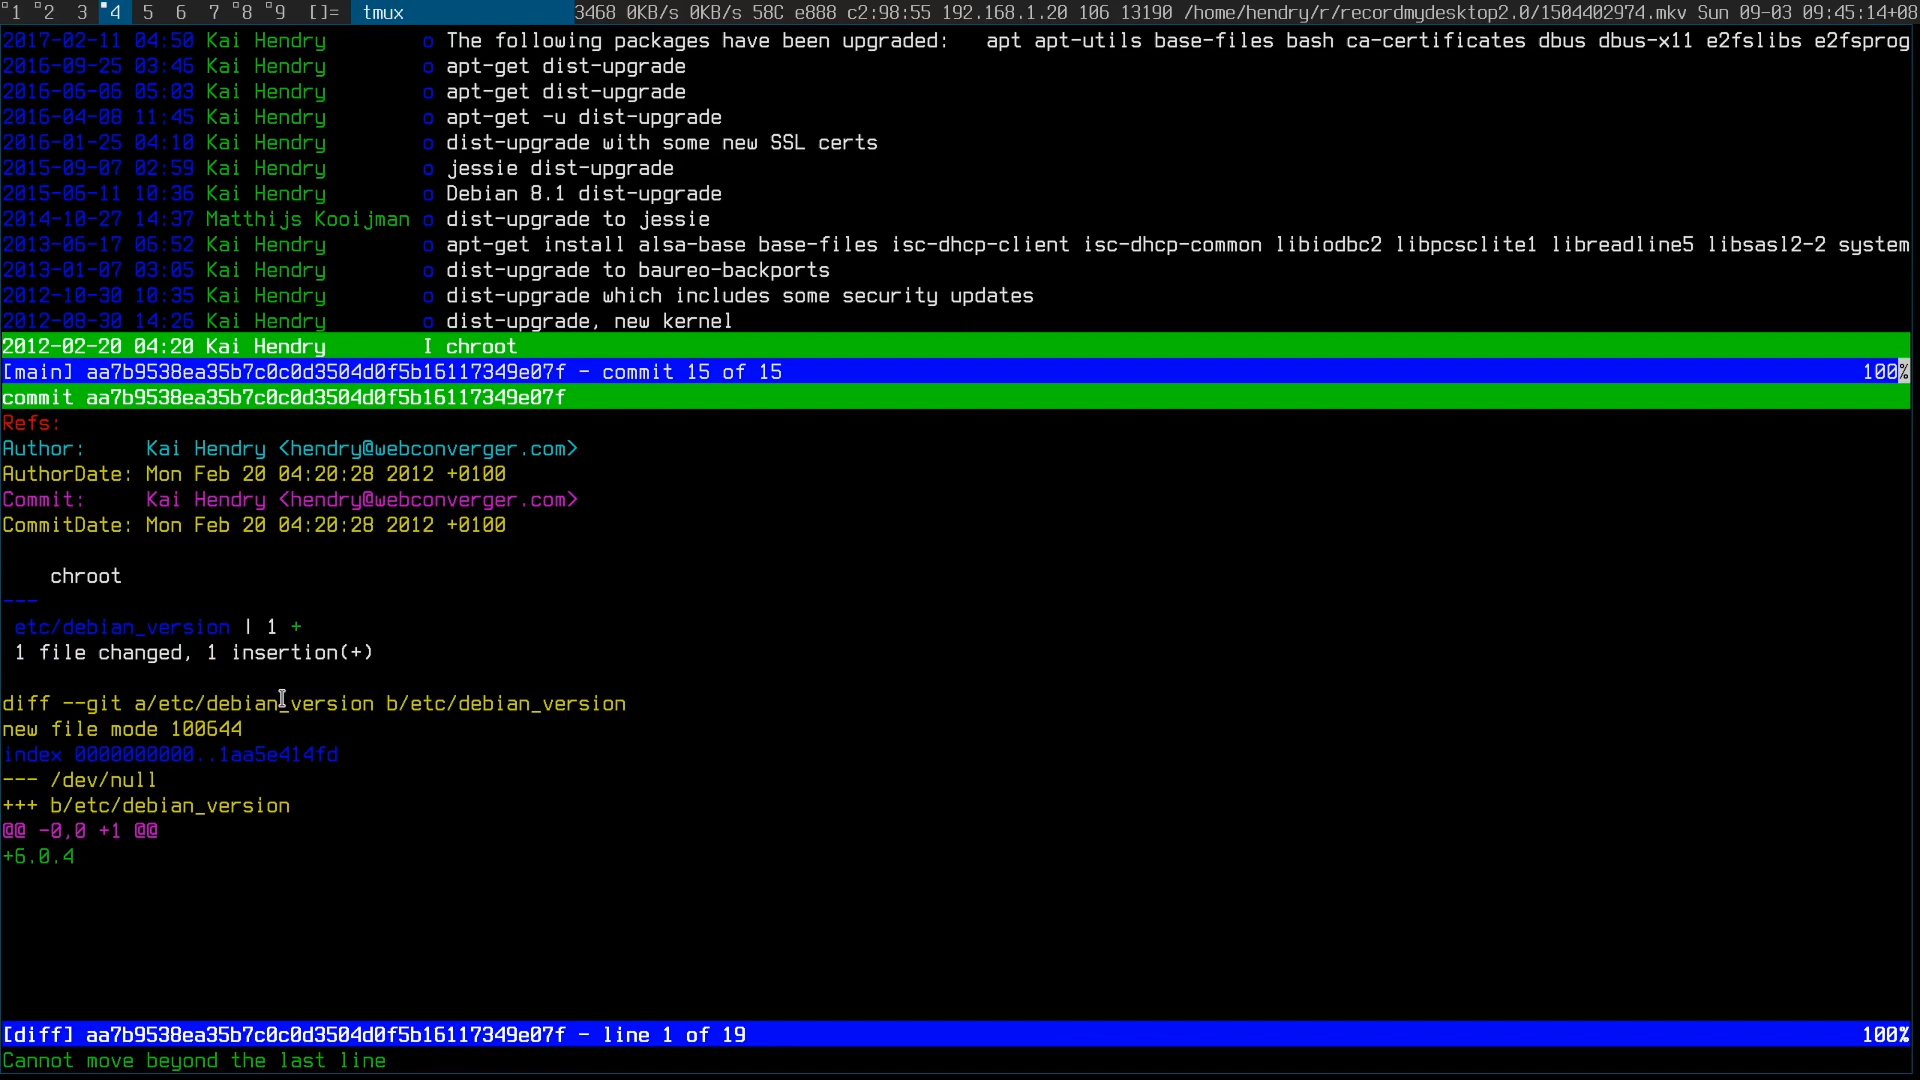 1 2 3 4 5 6 7 8 9 []= tmux 3468 0KB/s 0KB/s 58C e888 c2:98:55 192.168.1.20 106 13190 /home/hendry/r/recordmydesktop2.0/1504402974.mkv Sun 09-03 09:45:14+08
2017-02-11 04:50 Kai Hendry o The following packages have been upgraded: apt apt-utils base-files bash ca-certificates dbus dbus-x11 e2fslibs e2fsprog
2016-09-25 03:46 Kai Hendry o apt-get dist-upgrade
2016-06-06 05:03 Kai Hendry o apt-get dist-upgrade
2016-04-08 11:45 Kai Hendry o apt-get -u dist-upgrade
2016-01-25 04:10 Kai Hendry o dist-upgrade with some new SSL certs
2015-09-07 02:59 Kai Hendry o jessie dist-upgrade
2015-06-11 10:36 Kai Hendry o Debian 8.1 dist-upgrade
2014-10-27 14:37 Matthijs Kooijman o dist-upgrade to jessie
2013-06-17 06:52 Kai Hendry o apt-get install alsa-base base-files isc-dhcp-client isc-dhcp-common libiodbc2 libpcsclite1 libreadline5 libsasl2-2 system
2013-01-07 03:05 Kai Hendry o dist-upgrade to baureo-backports
2012-10-30 10:35 Kai Hendry o dist-upgrade which includes some security updates
2012-08-30 14:26 Kai Hendry o dist-upgrade, new kernel
2012-02-20 04:20 Kai Hendry I chroot
[main] aa7b9538ea35b7c0c0d3504d0f5b16117349e07f - commit 15 of 15 100%
commit aa7b9538ea35b7c0c0d3504d0f5b16117349e07f
Refs:
Author: Kai Hendry <hendry@webconverger.com>
AuthorDate: Mon Feb 20 04:20:28 2012 +0100
Commit: Kai Hendry <hendry@webconverger.com>
CommitDate: Mon Feb 20 04:20:28 2012 +0100
chroot
---
etc/debian_version | 1 +
1 file changed, 1 insertion(+)
diff --git a/etc/debian_version b/etc/debian_version
new file mode 100644
index 0000000000..1aa5e414fd
--- /dev/null
+++ b/etc/debian_version
@@ -0,0 +1 @@
+6.0.4
[diff] aa7b9538ea35b7c0c0d3504d0f5b16117349e07f - line 1 of 19 100%
Cannot move beyond the last line